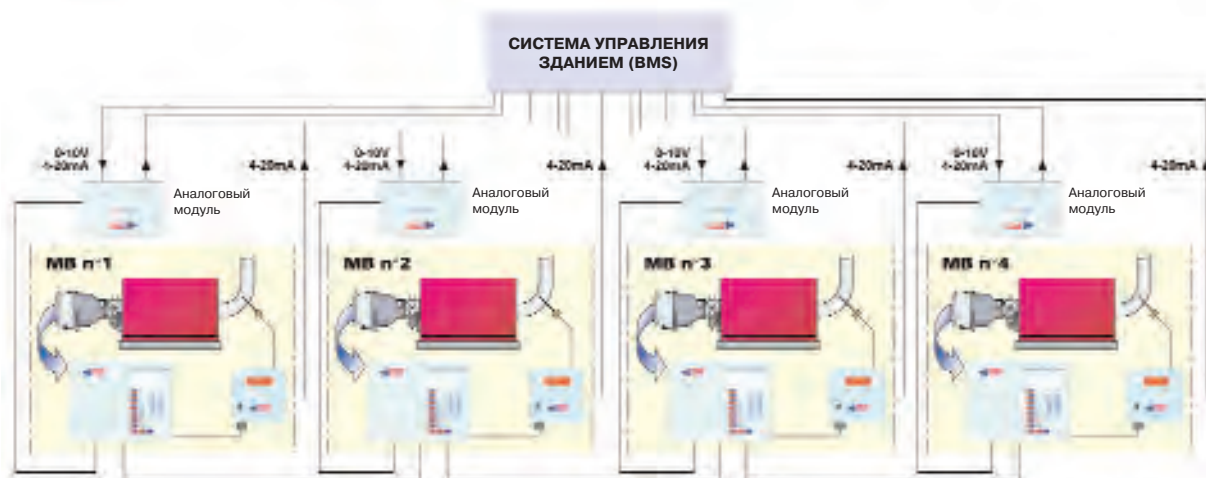 СИСТЕМА УПРАВЛЕНИЯ
ЗДАНИЕМ (BMS)
0-10V
4-20mA
4-20mA
0-10V
4-20mA
4-20mA
0-10V
4-20mA
4-20mA
0-10V
4-20mA
4-20mA
Аналоговый
модуль
Аналоговый
модуль
Аналоговый
модуль
Аналоговый
модуль
MB n°1
MB n°2
MB n°3
MB n°4